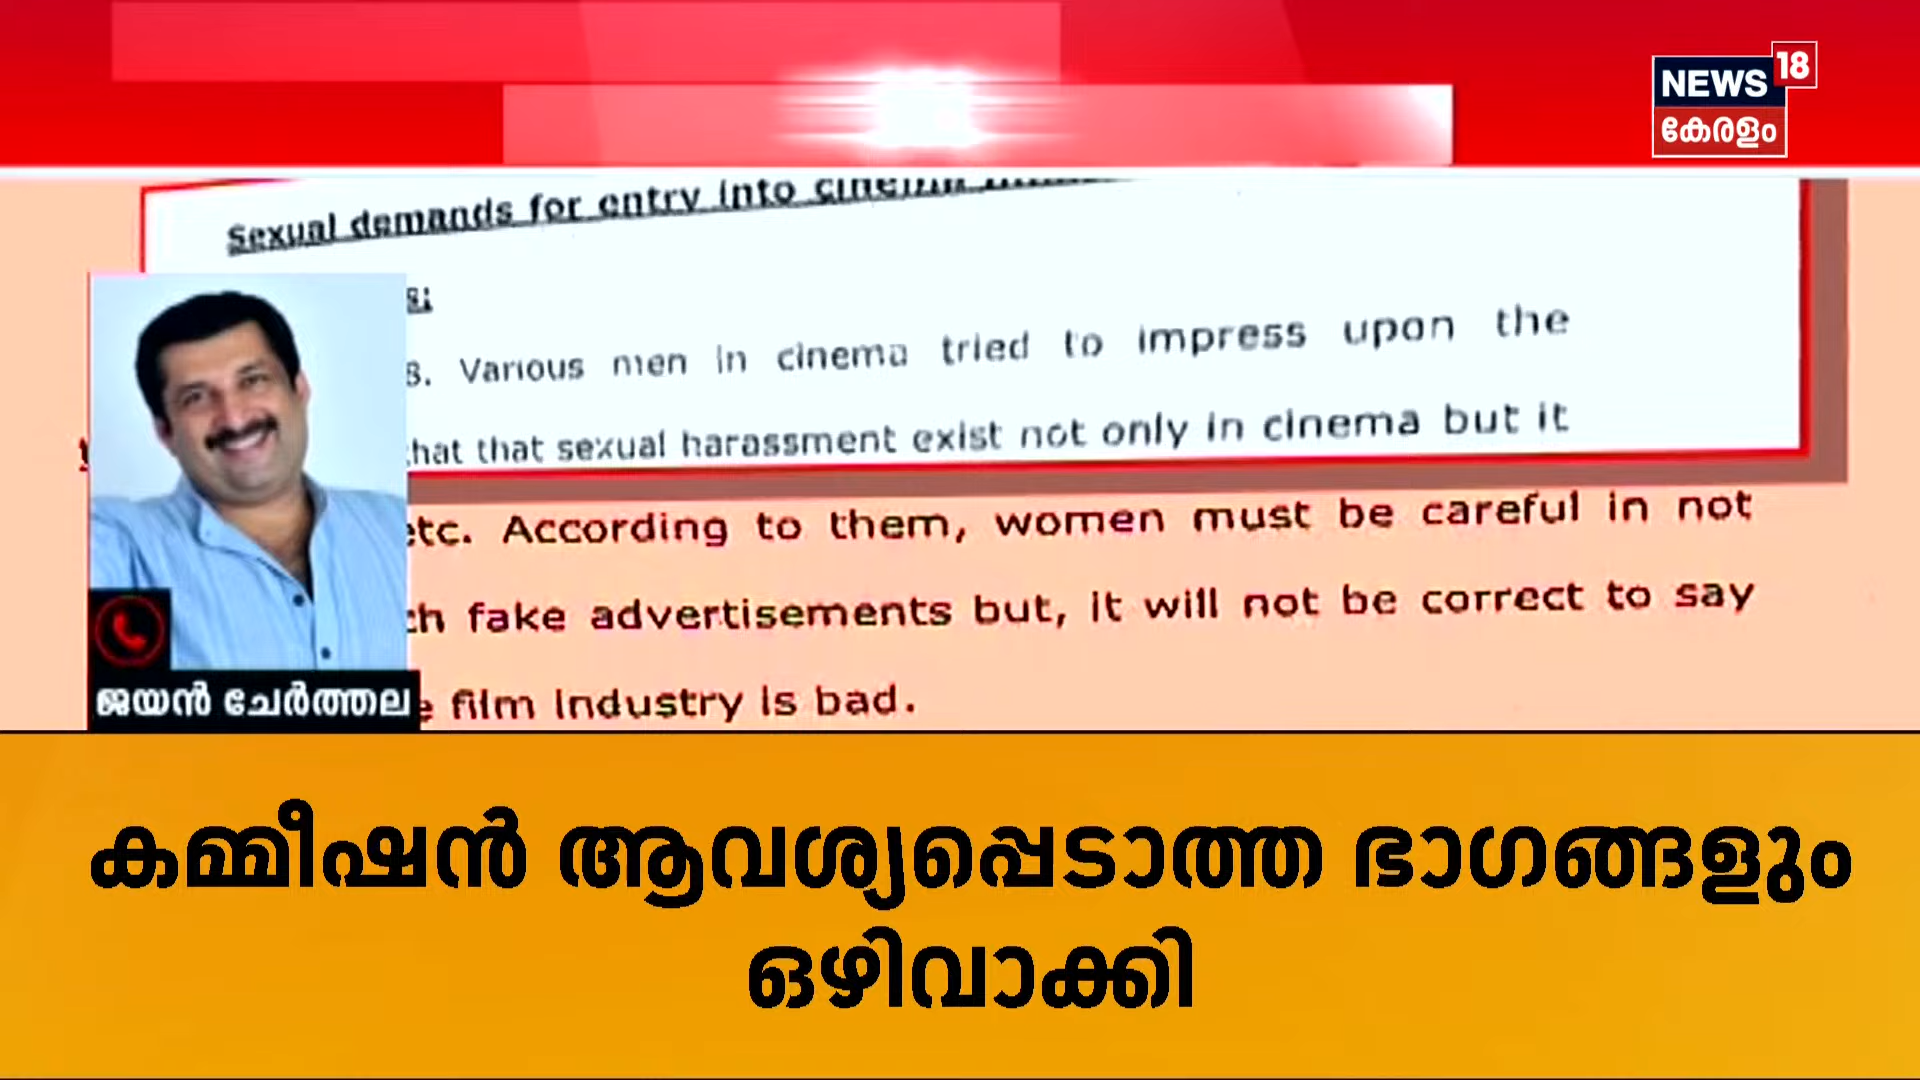 NEWS 18
കേരളം
Sexual demands for entry into cinema
s:
8. Various men in cinema tried to impress upon the
that that sexual harassment exist not only in cinema but it
etc. According to them, women must be careful in not
ch fake advertisements but, it will not be correct to say
e film industry is bad.
ജയൻ ചേർത്തല
കമ്മീഷൻ ആവശ്യപ്പെടാത്ത ഭാഗങ്ങളും
ഒഴിവാക്കി